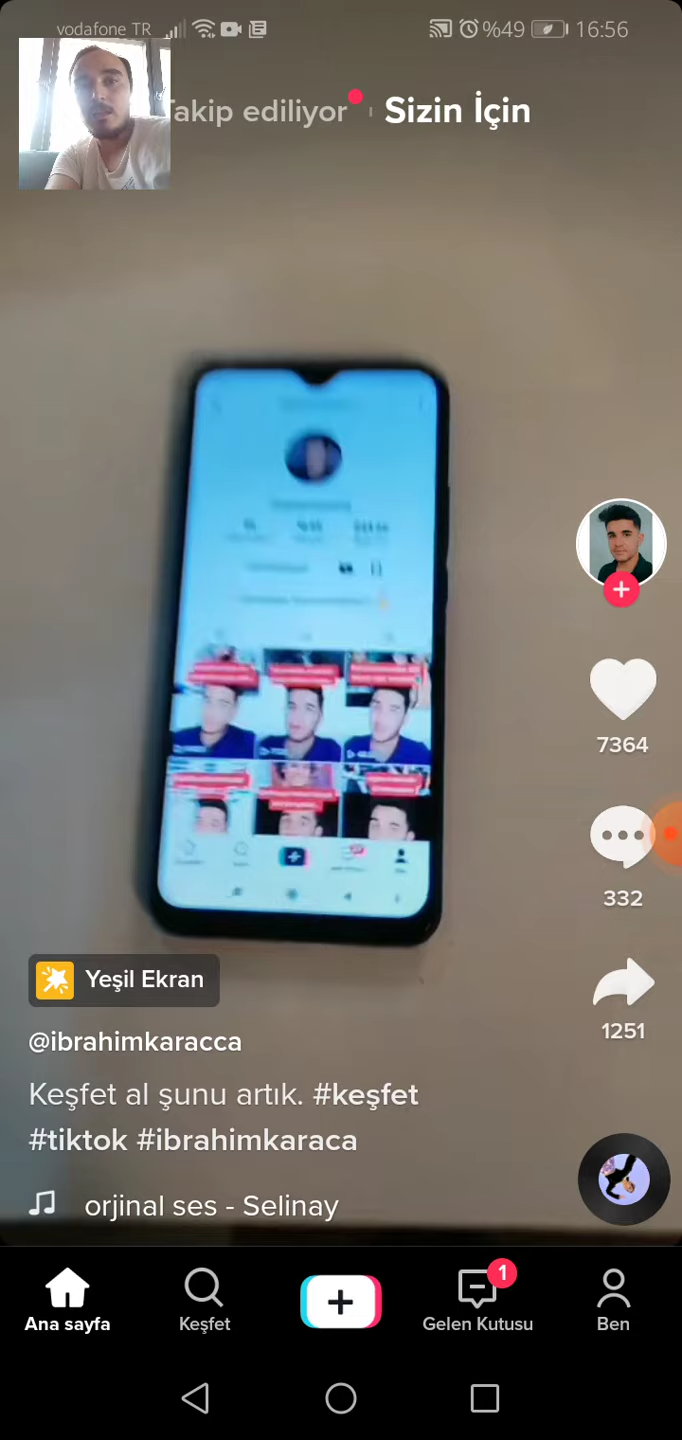 vodafone TR
%49 16:56
Takip ediliyor
Sizin İçin
7364
332
1251
Yeşil Ekran
@ibrahimkaracca
Keşfet al şunu artık. #keşfet
#tiktok #ibrahimkaraca
orjinal ses - Selinay
1
Ana sayfa
Keşfet
Gelen Kutusu
Ben